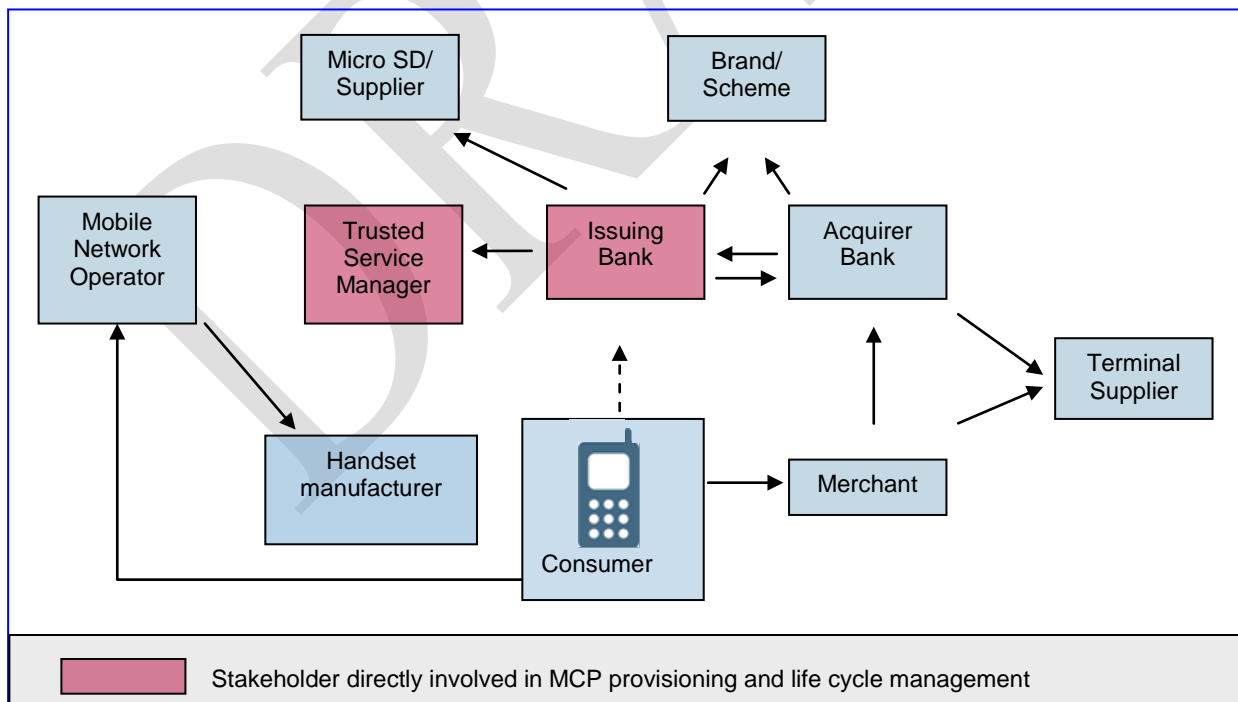 Micro SD/
Supplier
Brand/
Scheme
Mobile
Network
Operator
Trusted
Service
Manager
Issuing
Bank
Acquirer
Bank
Terminal
Supplier
Handset
manufacturer
Consumer
Merchant
Stakeholder directly involved in MCP provisioning and life cycle management